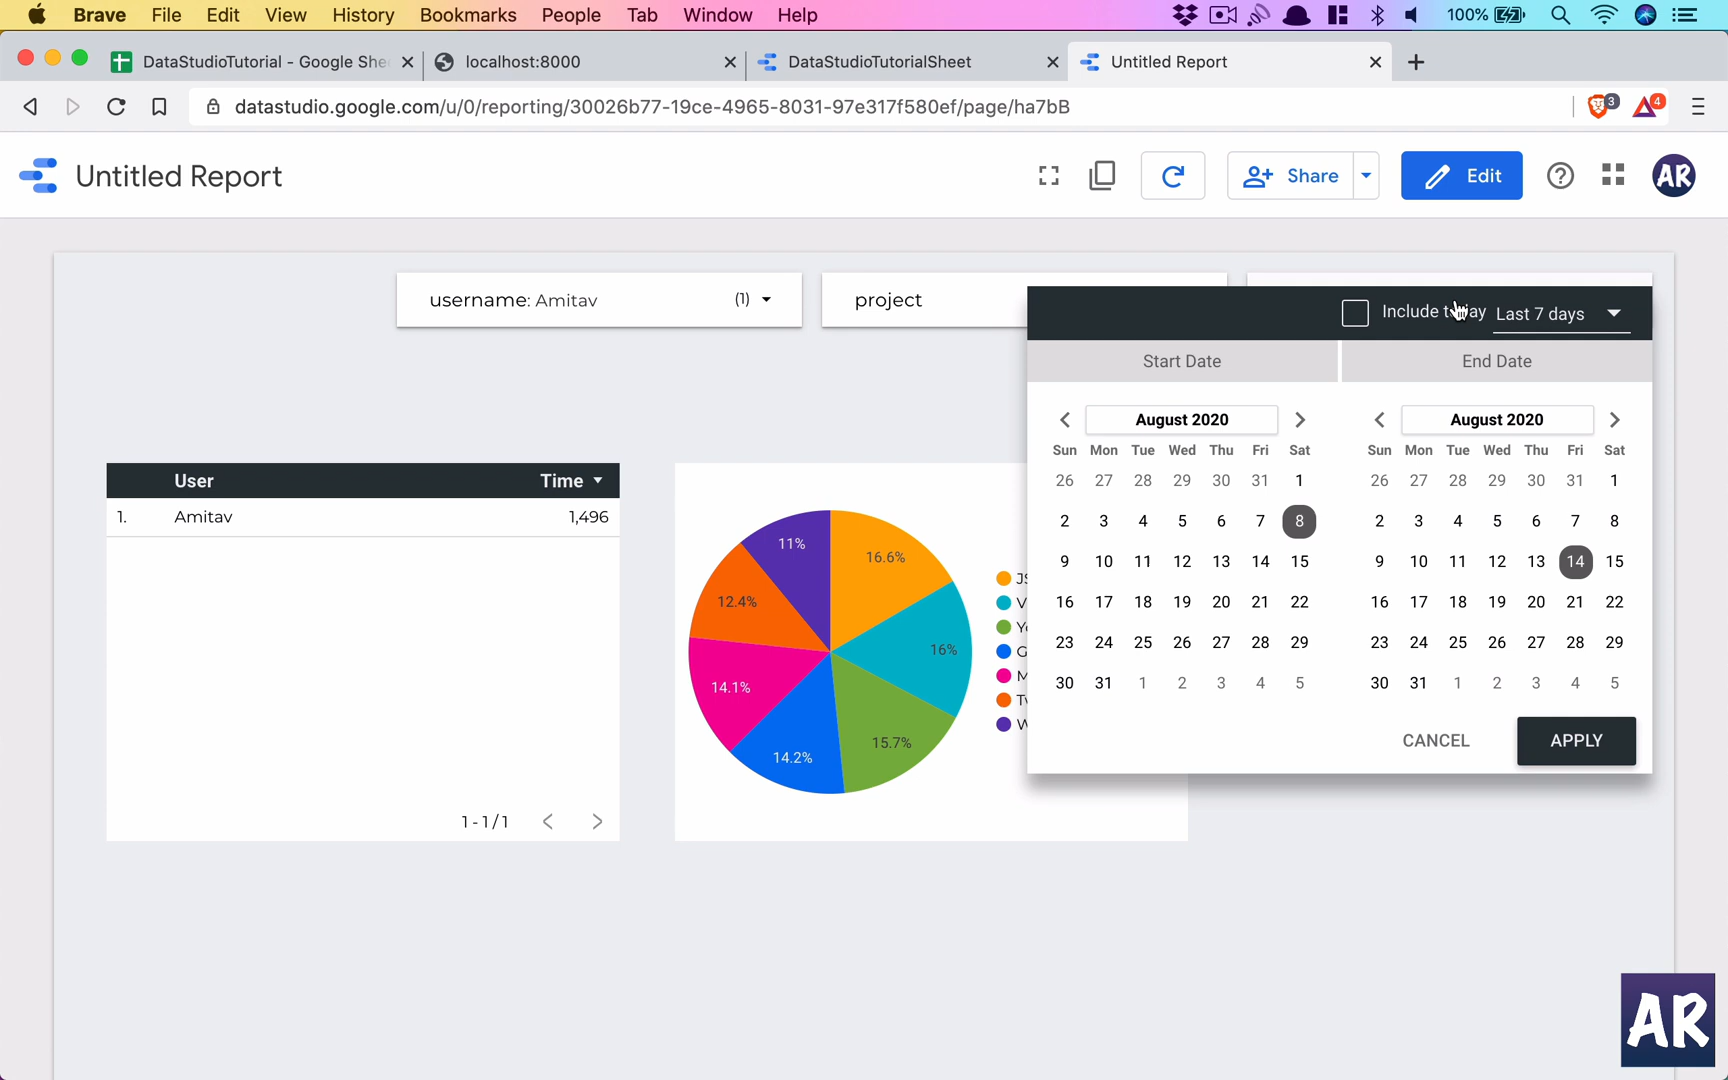 Brave File Edit View History Bookmarks People Tab Window Help 100%
DataStudioTutorial - Google She localhost:8000 DataStudioTutorialSheet Untitled Report
datastudio.google.com/u/0/reporting/30026b77-19ce-4965-8031-97e317f580ef/page/ha7bB 3 4
Untitled Report Share Edit AR
username: Amitav (1) project
Include today Last 7 days
Start Date End Date
August 2020 August 2020
Sun Mon Tue Wed Thu Fri Sat Sun Mon Tue Wed Thu Fri Sat
26 27 28 29 30 31 1 26 27 28 29 30 31 1
2 3 4 5 6 7 8 2 3 4 5 6 7 8
9 10 11 12 13 14 15 9 10 11 12 13 14 15
16 17 18 19 20 21 22 16 17 18 19 20 21 22
23 24 25 26 27 28 29 23 24 25 26 27 28 29
30 31 1 2 3 4 5 30 31 1 2 3 4 5
CANCEL APPLY
User Time
1. Amitav 1,496
1 - 1 / 1
16.6%
16%
15.7%
14.2%
14.1%
12.4%
11%
AR